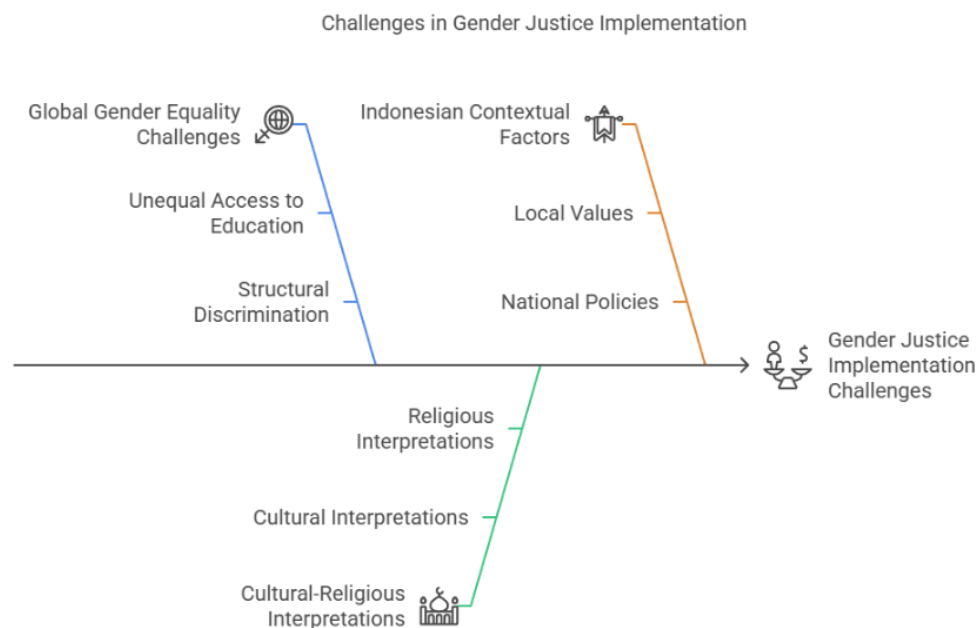 Challenges in Gender Justice Implementation
Global Gender Equality
Challenges
Indonesian Contextual
Factors
Unequal Access to
Education
Local Values
Structural
Discrimination
National Policies
Gender Justice
Implementation
Challenges
Religious
Interpretations
Cultural Interpretations
Cultural-Religious
Interpretations
$